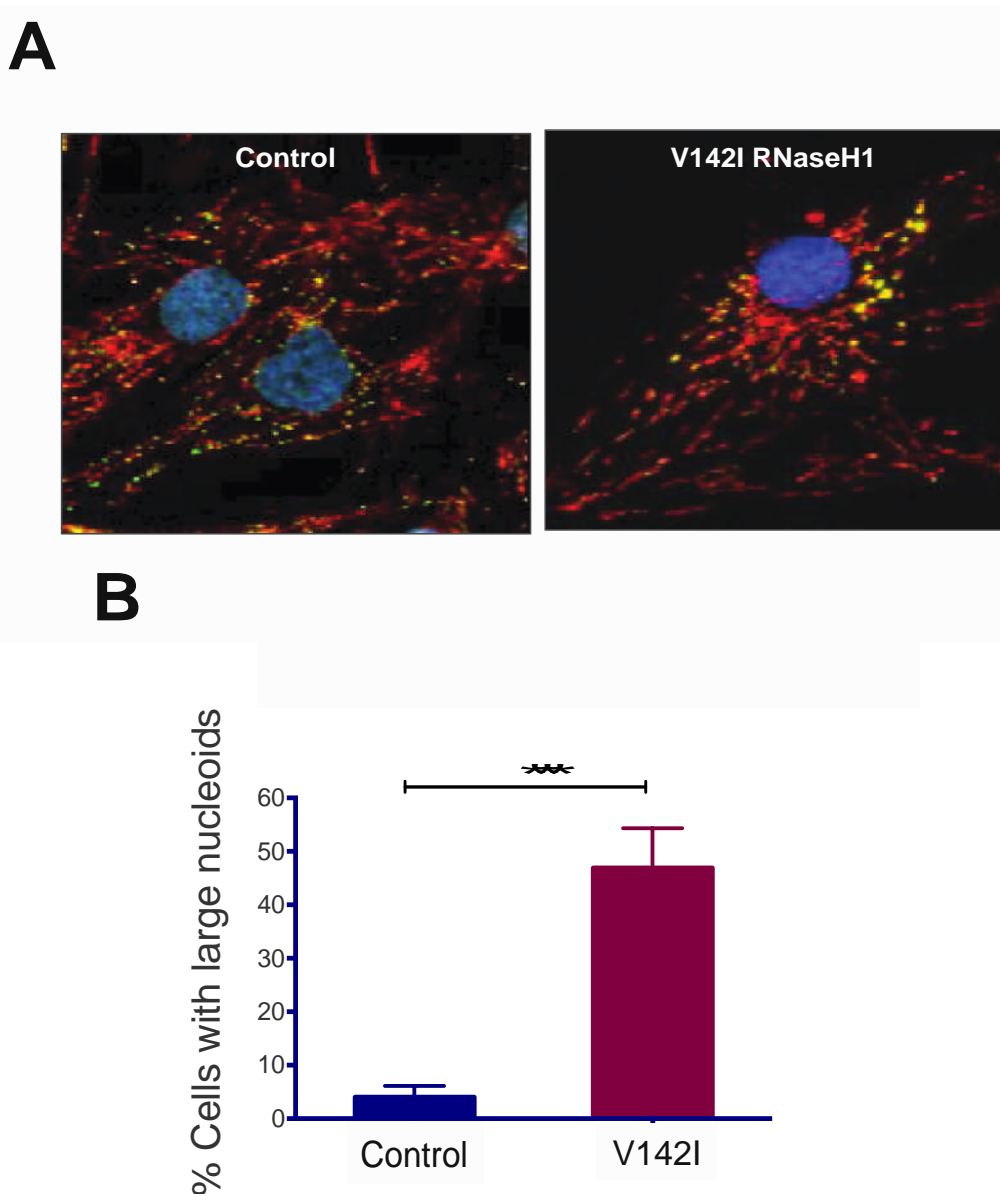 A
Control
V142I RNaseH1
B
% Cells with large nucleoids
***
60
50
40
30
20
10
0
Control
V142I